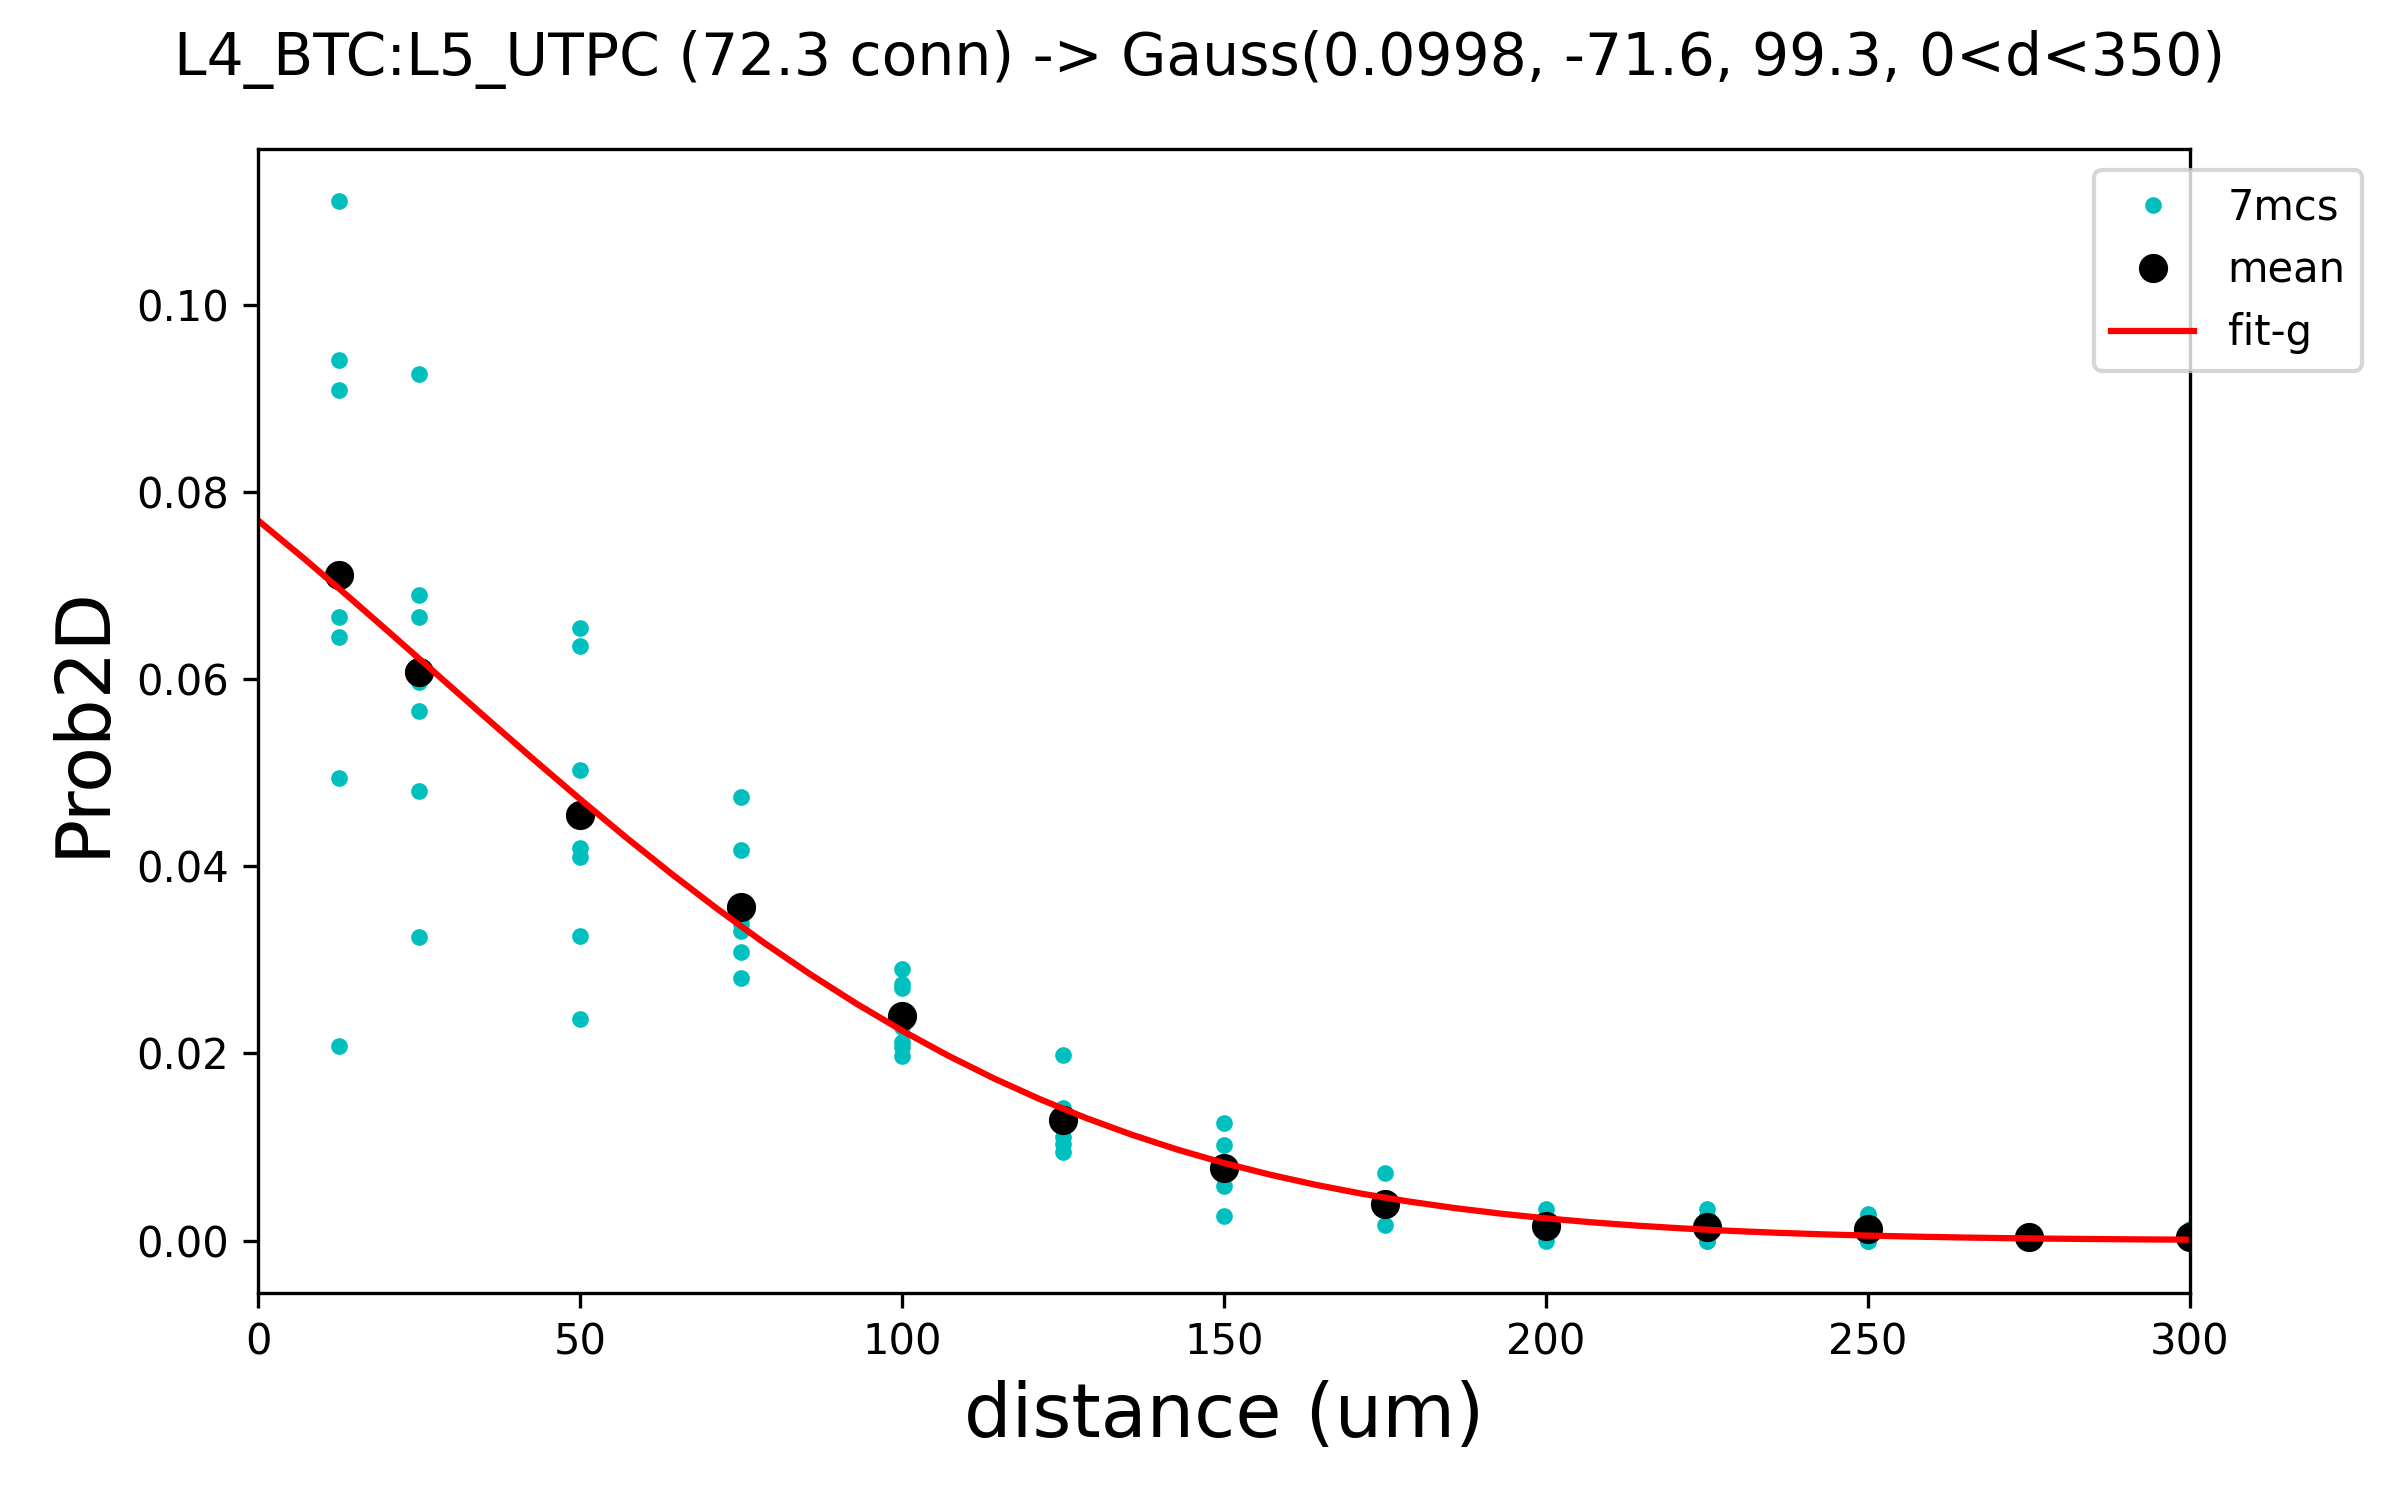 L4_BTC:L5_UTPC (72.3 conn) -> Gauss(0.0998, -71.6, 99.3, 0<d<350)
7mcs
mean
fit-g
0.10
0.08
0.06
0.04
0.02
0.00
Prob2D
0 50 100 150 200 250 300
distance (um)